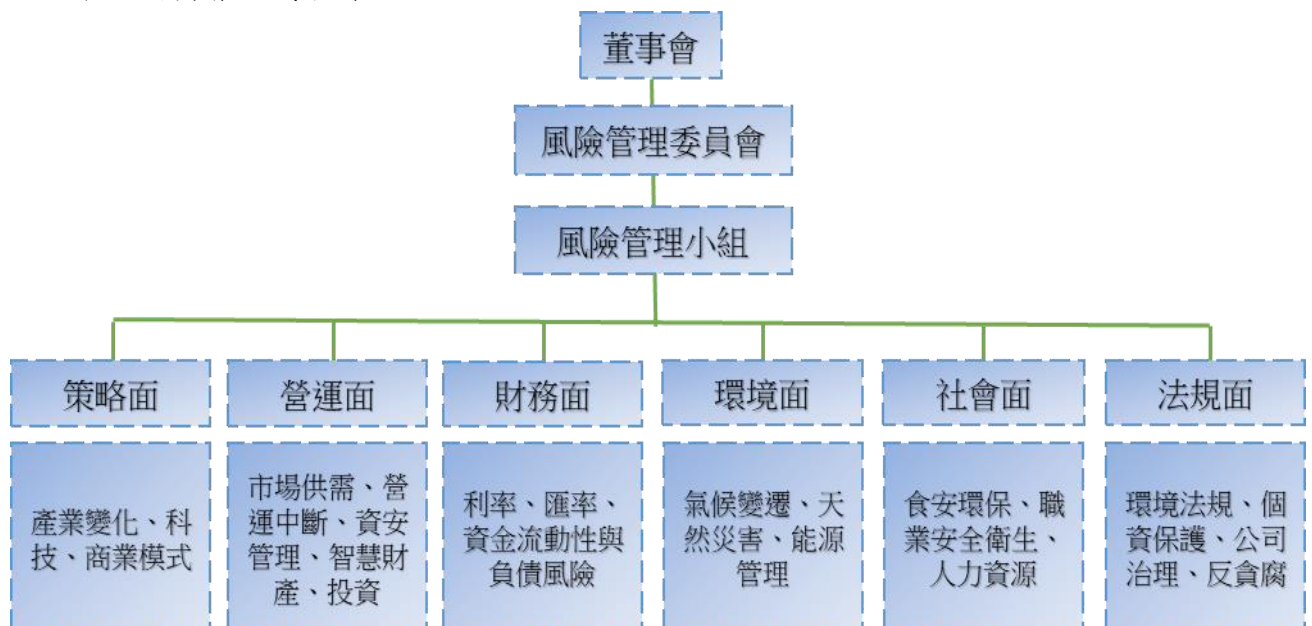 董事會
風險管理委員會
風險管理小組
策略面
營運面
財務面
環境面
社會面
法規面
產業變化、科
技、商業模式
市場供需、營
運中斷、資安
管理、智慧財
產、投資
利率、匯率、
資金流動性與
負債風險
氣候變遷、天
然災害、能源
管理
食安環保、職
業安全衛生、
人力資源
環境法規、個
資保護、公司
治理、反貪腐